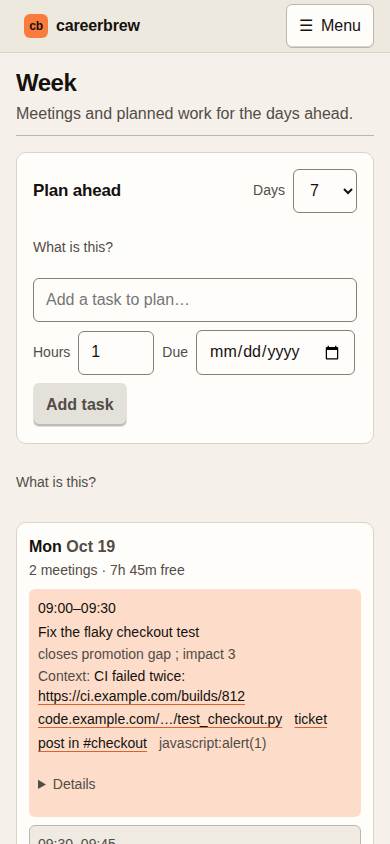 cb careerbrew ☰ Menu
Week
Meetings and planned work for the days ahead.
Plan ahead Days 7
What is this?
Add a task to plan…
Hours 1 Due mm/dd/yyyy
Add task
What is this?
Mon Oct 19
2 meetings · 7h 45m free
09:00–09:30
Fix the flaky checkout test
closes promotion gap ; impact 3
Context: CI failed twice:
https://ci.example.com/builds/812
code.example.com/…/test_checkout.py ticket
post in #checkout javascript:alert(1)
▶ Details
09:30–09:45